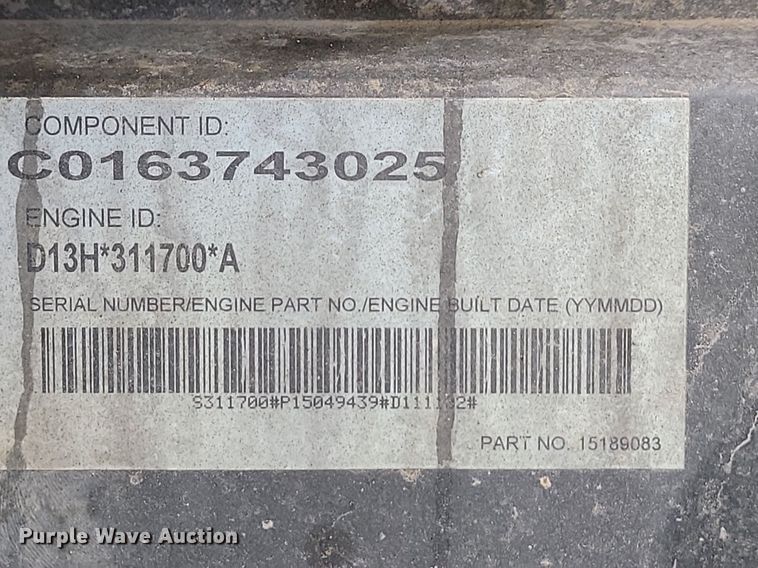 COMPONENT ID:
C0163743025
ENGINE ID:
D13H*311700*A
SERIAL NUMBER/ENGINE PART NO./ENGINE BUILT DATE (YYMMDD)
PART NO. 15189083
Purple Wave Auction